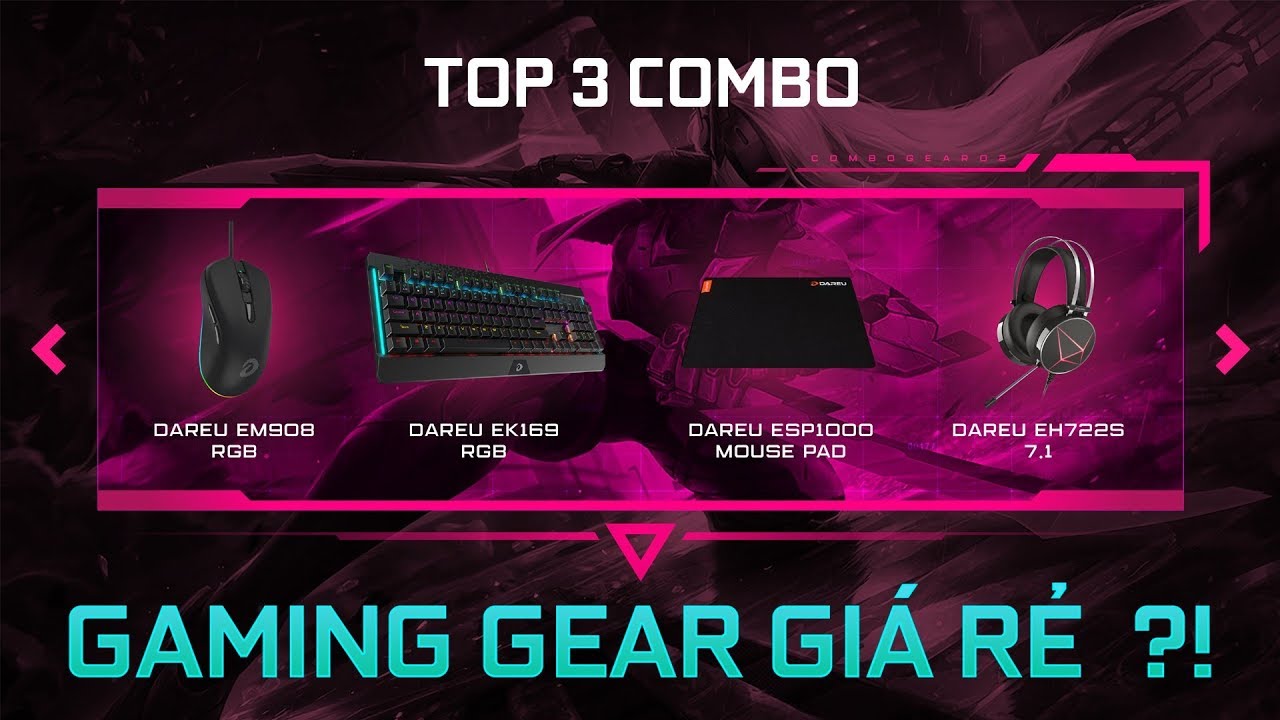 TOP 3 COMBO
COMBOGEAR02
DAREU
DAREU EM908
RGB
DAREU EK169
RGB
DAREU ESP1000
MOUSE PAD
DAREU EH722S
7.1
GAMING GEAR GIÁ RẺ ?!